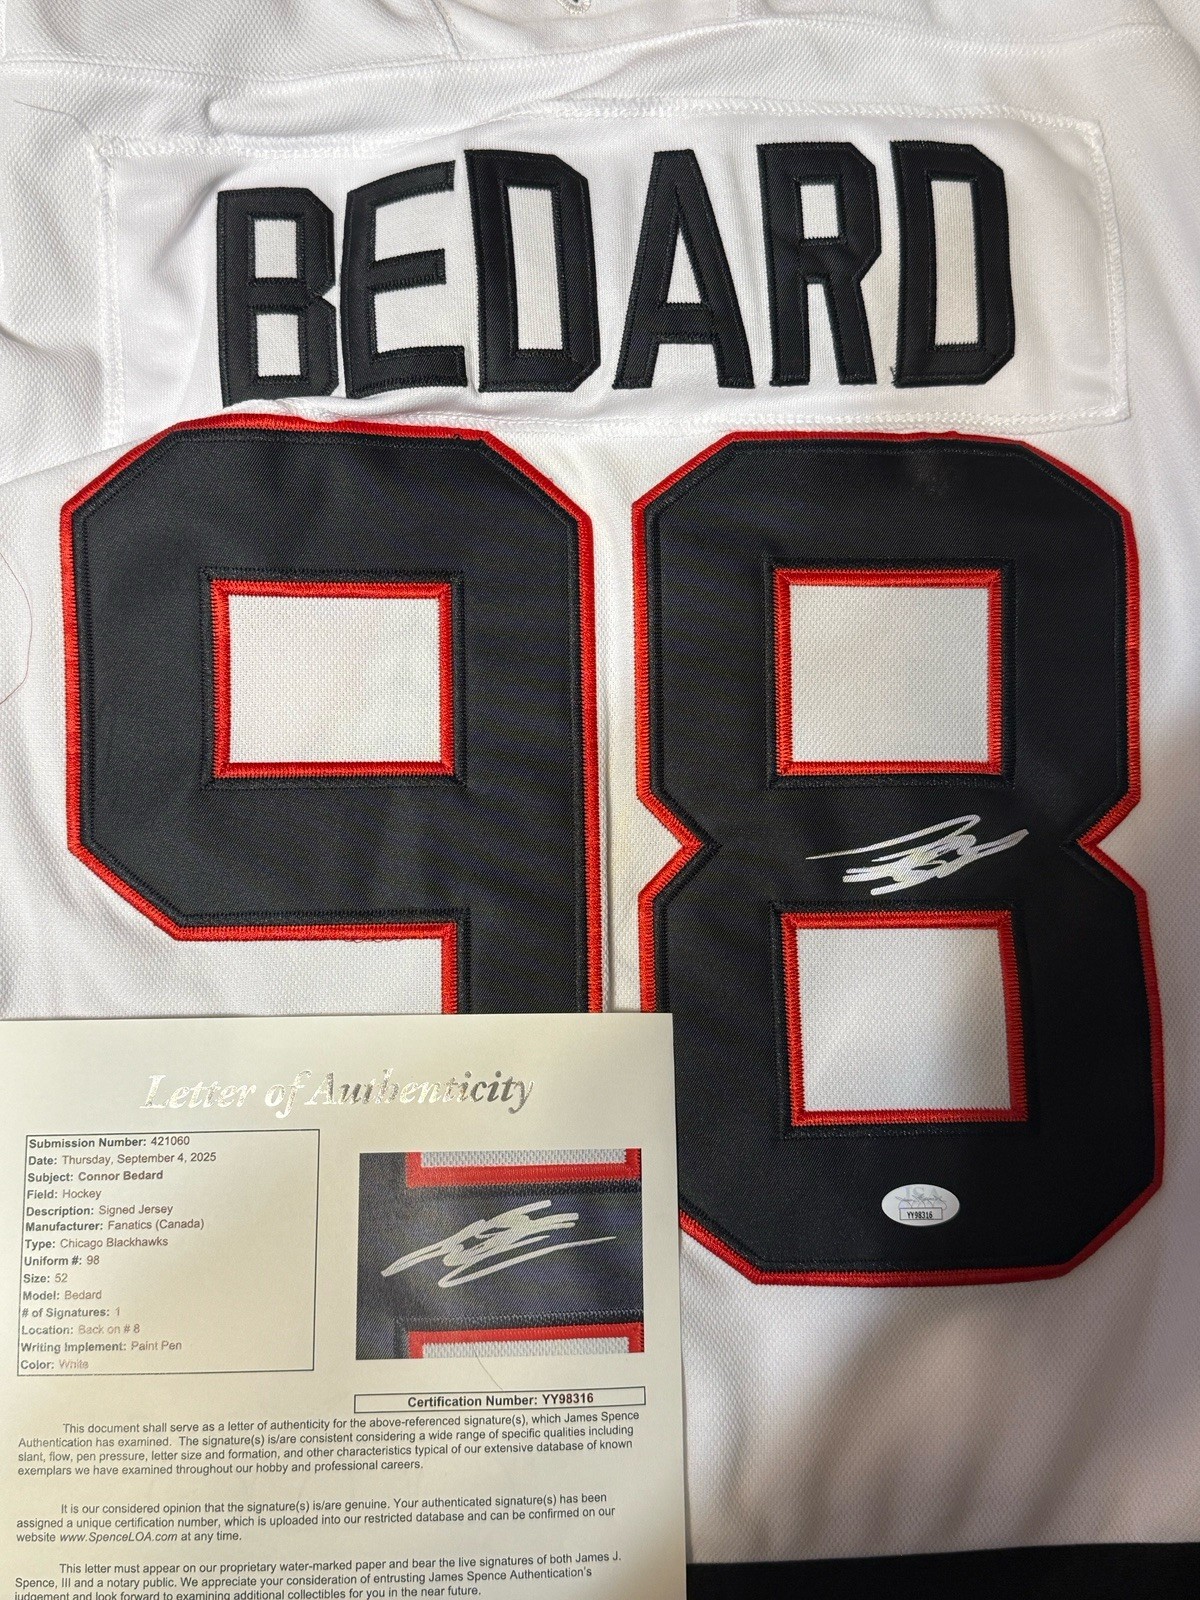 BEDARD
98
YY98316
Letter of Authenticity
Submission Number: 421060
Date: Thursday, September 4, 2025
Subject: Connor Bedard
Field: Hockey
Description: Signed Jersey
Manufacturer: Fanatics (Canada)
Type: Chicago Blackhawks
Uniform #: 98
Size: 52
Model: Bedard
# of Signatures: 1
Location: Back on # 8
Writing Implement: Paint Pen
Color: White
Certification Number: YY98316
This document shall serve as a letter of authenticity for the above-referenced signature(s), which James Spence
Authentication has examined. The signature(s) is/are consistent considering a wide range of specific qualities including
slant, flow, pen pressure, letter size and formation, and other characteristics typical of our extensive database of known
exemplars we have examined throughout our hobby and professional careers.
It is our considered opinion that the signature(s) is/are genuine. Your authenticated signature(s) has been
assigned a unique certification number, which is uploaded into our restricted database and can be confirmed on our
website www.SpenceLOA.com at any time.
This letter must appear on our proprietary water-marked paper and bear the live signatures of both James J.
Spence, III and a notary public. We appreciate your consideration of entrusting James Spence Authentication's
judgement and look forward to examining additional collectibles for you in the near future.